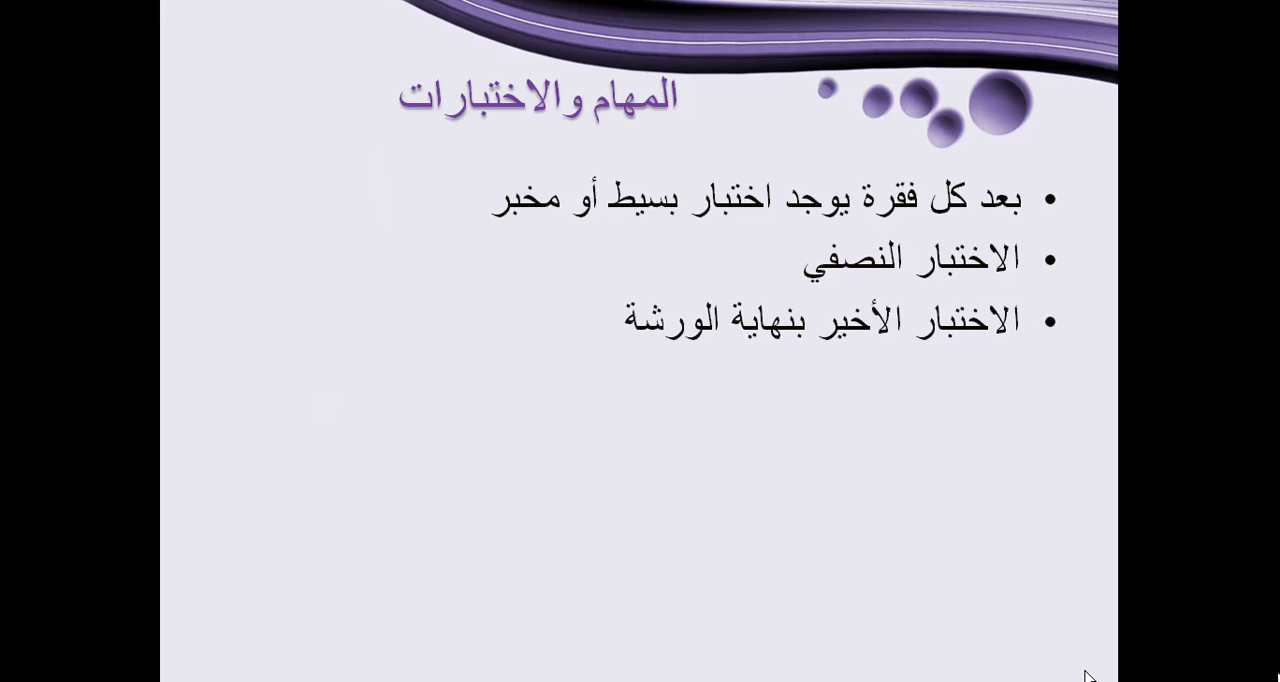 المهام والاختبارات
• بعد كل فقرة يوجد اختبار بسيط أو مخبر
• الاختبار النصفي
• الاختبار الأخير بنهاية الورشة